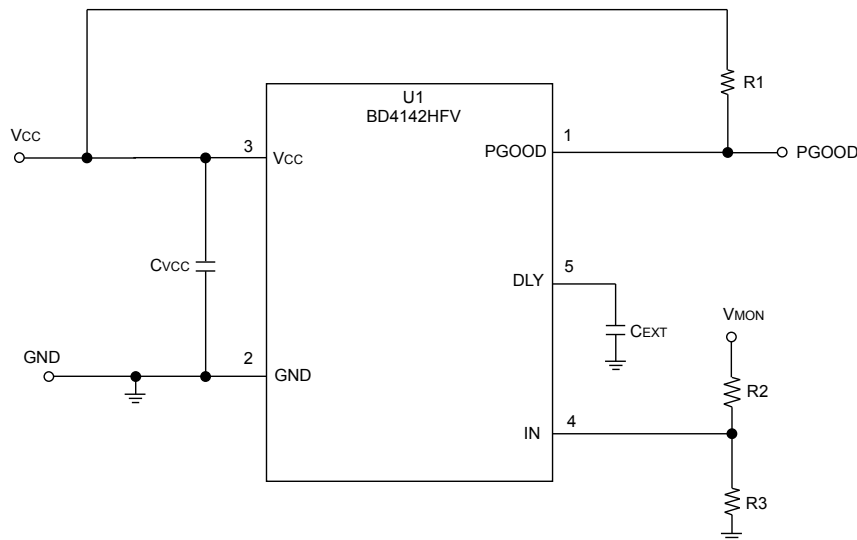 U1
BD4142HFV
R1
VCC
3
VCC
PGOOD
1
PGOOD
CVCC
DLY
5
CEXT
VMON
GND
2
GND
R2
IN
4
R3